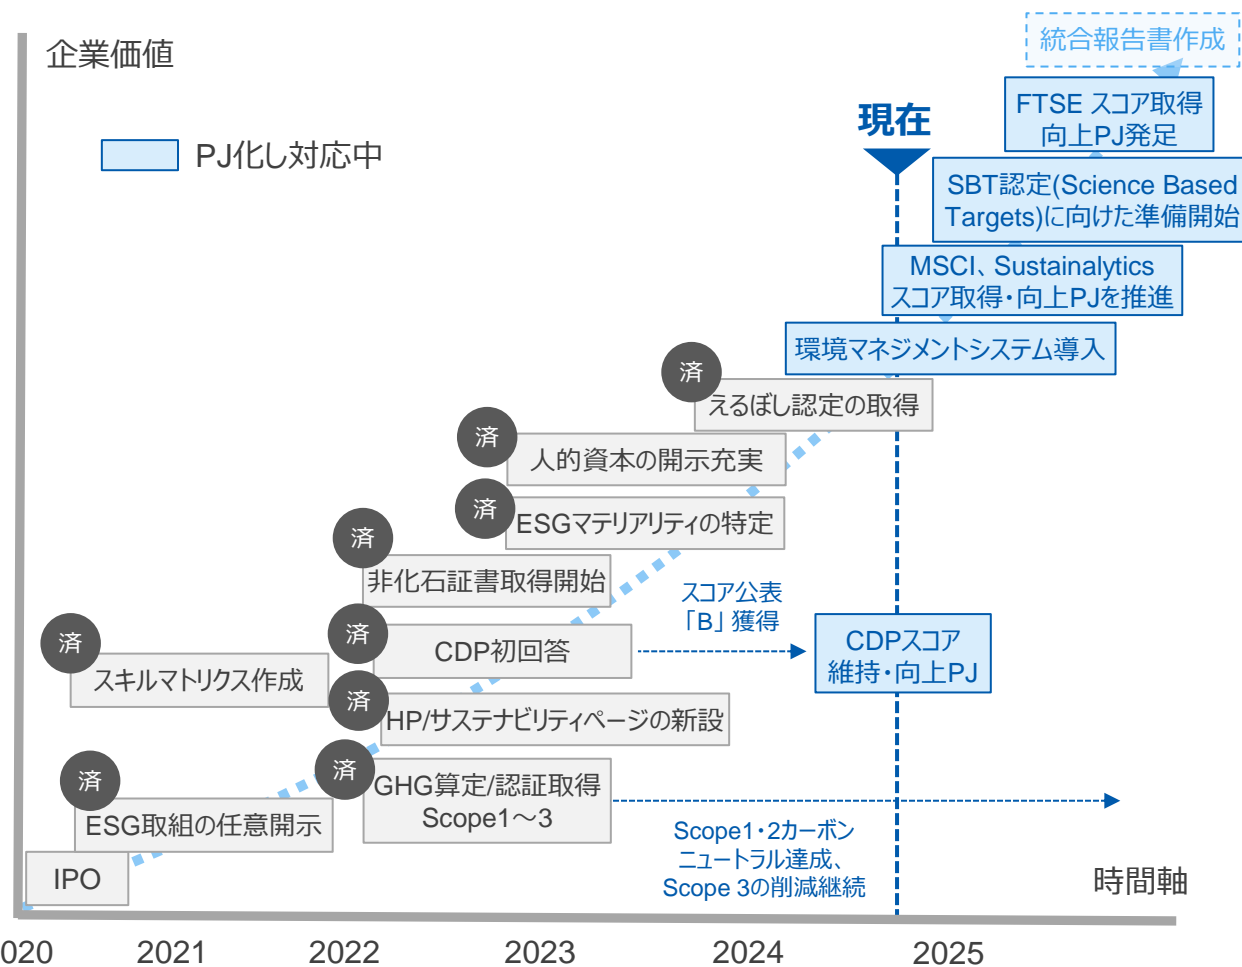 企業価値
PJ化し対応中
現在
統合報告書作成
FTSE スコア取得
向上PJ発足
SBT認定(Science Based
Targets)に向けた準備開始
MSCI、Sustainalytics
スコア取得・向上PJを推進
環境マネジメントシステム導入
済
えるぼし認定の取得
済
人的資本の開示充実
済
ESGマテリアリティの特定
済
非化石証書取得開始
済
CDP初回答
スコア公表
「B」獲得
CDPスコア
維持・向上PJ
済
スキルマトリクス作成
済
HP/サステナビリティページの新設
済
GHG算定/認証取得
Scope1～3
Scope1・2カーボン
ニュートラル達成、
Scope 3の削減継続
済
ESG取組の任意開示
IPO
時間軸
020 2021 2022 2023 2024 2025